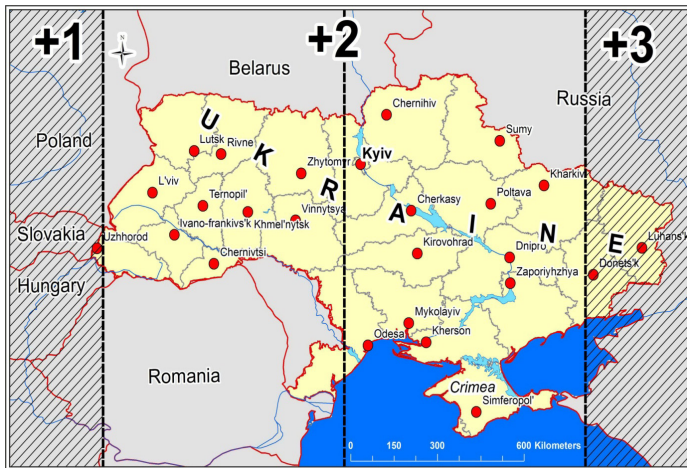 +1
+2
+3
Belarus
Russia
Poland
Slovakia
Hungary
Romania
UKRAINE
Chernihiv
Sumy
Lutsk
Rivne
Kyiv
Zhytomyr
Kharkiv
L'viv
Ternopil'
Khmel'nytsk
Vinnytsya
Cherkasy
Poltava
Ivano-frankivs'k
Uzhhorod
Chernivtsi
Kirovohrad
Dnipro
Luhans'k
Donets'k
Zaporiyhzhya
Mykolayiv
Kherson
Odesa
Crimea
Simferopol'
0 150 300 600 Kilometers